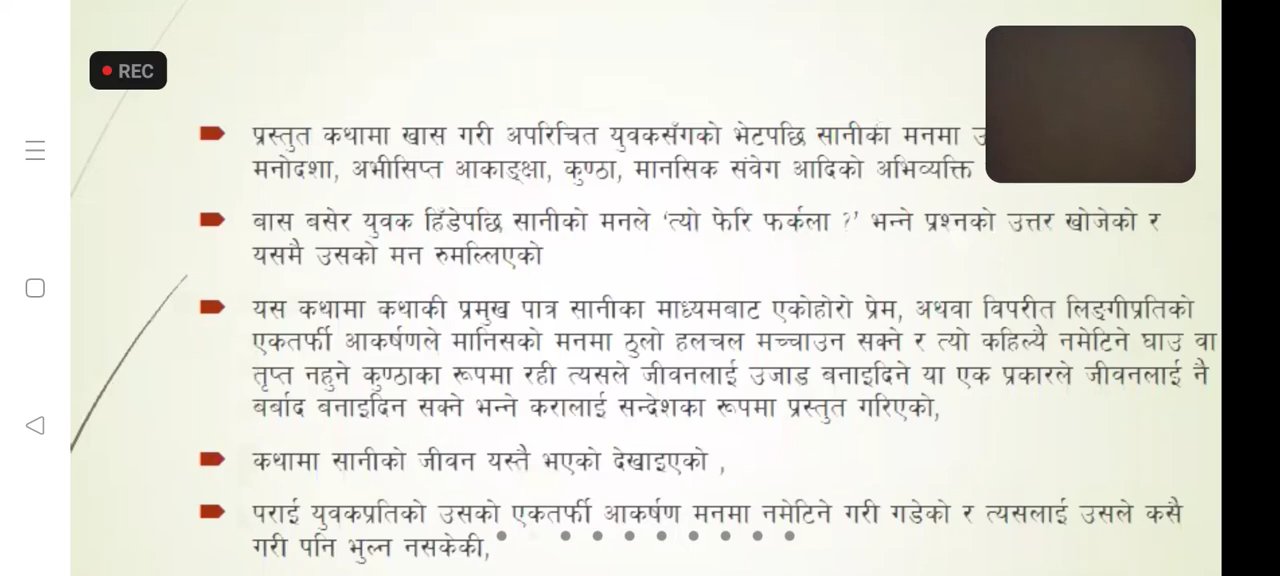 REC
प्रस्तुत कथामा खास गरी अपरिचित युवकसँगको भेटपछि सानीका मनमा
मनोदशा, अभीसिप्त आकाङ्क्षा, कुण्ठा, मानसिक संवेग आदिको अभिव्यक्ति
बास बसेर युवक हिँडेपछि सानीको मनले 'त्यो फेरि फर्कला ?' भन्ने प्रश्नको उत्तर खोजेको र
यसमै उसको मन रुमल्लिएको
यस कथामा कथाकी प्रमुख पात्र सानीका माध्यमबाट एकोहोरो प्रेम, अथवा विपरीत लिङ्गीप्रतिको
एकतर्फी आकर्षणले मानिसको मनमा ठुलो हलचल मच्चाउन सक्ने र त्यो कहिल्यै नमेटिने घाउ वा
तृप्त नहुने कुण्ठाका रूपमा रही त्यसले जीवनलाई उजाड बनाइदिने या एक प्रकारले जीवनलाई नै
बर्बाद बनाइदिन सक्ने भन्ने करालाई सन्देशका रूपमा प्रस्तुत गरिएको,
कथामा सानीको जीवन यस्तै भएको देखाइएको ,
पराई युवकप्रतिको उसको एकतर्फी आकर्षण मनमा नमेटिने गरी गडेको र त्यसलाई उसले कसै
गरी पनि भुल्न नसकेकी,